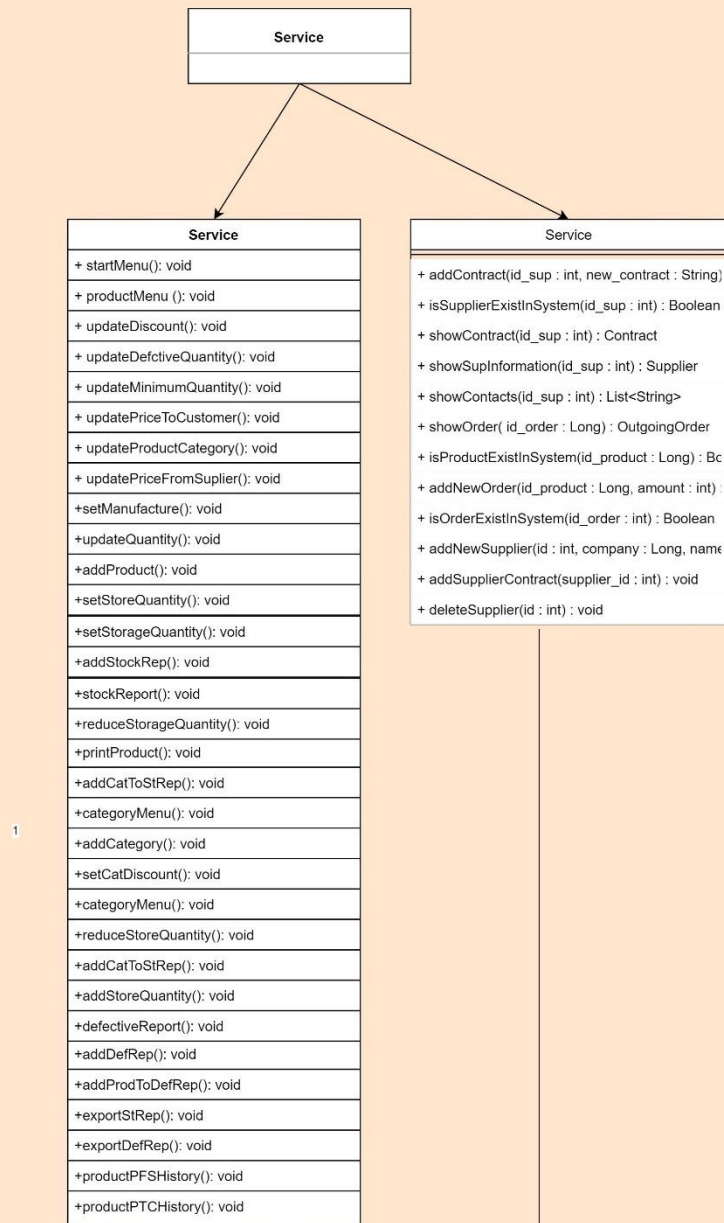 Service
Service
+ startMenu(): void
+ productMenu (): void
+ updateDiscount(): void
+ updateDefctiveQuantity(): void
+ updateMinimumQuantity(): void
+ updatePriceToCustomer(): void
+ updateProductCategory(): void
+ updatePriceFromSuplier(): void
+setManufacture(): void
+updateQuantity(): void
+addProduct(): void
+setStoreQuantity(): void
+setStorageQuantity(): void
+addStockRep(): void
+stockReport(): void
+reduceStorageQuantity(): void
+printProduct(): void
+addCatToStRep(): void
+categoryMenu(): void
+addCategory(): void
+setCatDiscount(): void
+categoryMenu(): void
+reduceStoreQuantity(): void
+addCatToStRep(): void
+addStoreQuantity(): void
+defectiveReport(): void
+addDefRep(): void
+addProdToDefRep(): void
+exportStRep(): void
+exportDefRep(): void
+productPFSHistory(): void
+productPTCHistory(): void
Service
+ addContract(id_sup : int, new_contract : String)
+ isSupplierExistInSystem(id_sup : int) : Boolean
+ showContract(id_sup : int) : Contract
+ showSupInformation(id_sup : int) : Supplier
+ showContacts(id_sup : int) : List<String>
+ showOrder( id_order : Long) : OutgoingOrder
+ isProductExistInSystem(id_product : Long) : Bo
+ addNewOrder(id_product : Long, amount : int) :
+ isOrderExistInSystem(id_order : int) : Boolean
+ addNewSupplier(id : int, company : Long, name
+ addSupplierContract(supplier_id : int) : void
+ deleteSupplier(id : int) : void
1